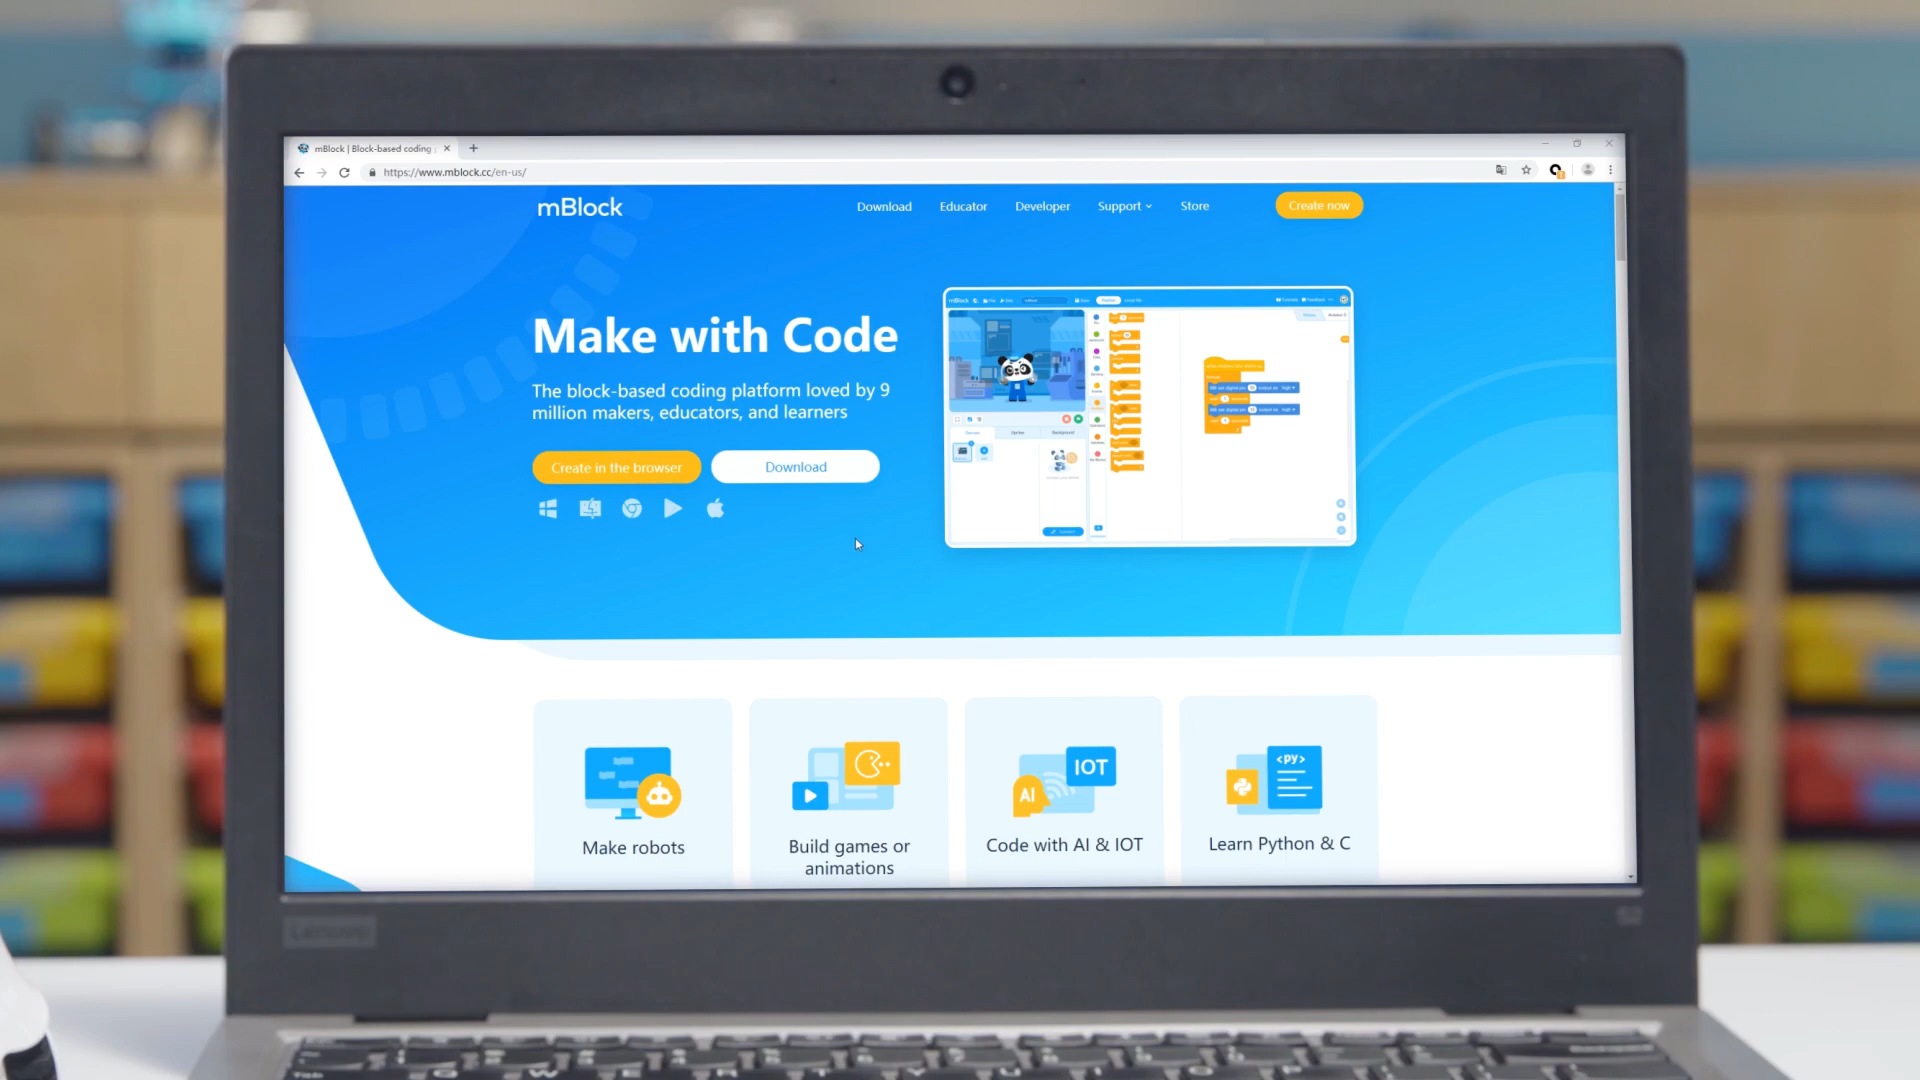 mBlock | Block-based coding
https://www.mblock.cc/en-us/
mBlock
Download
Educator
Developer
Support
Store
Create now
Make with Code
The block-based coding platform loved by 9
million makers, educators, and learners
Create in the browser
Download
mBlock
Make robots
Build games or
animations
AI
IOT
Code with AI & IOT
<py>
Learn Python & C
Lenovo